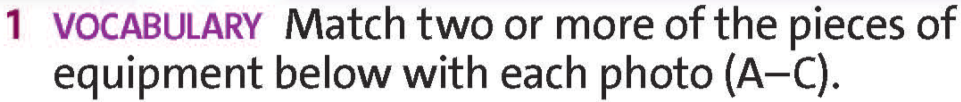 1 VOCABULARY Match two or more of the pieces of
equipment below with each photo (A–C).